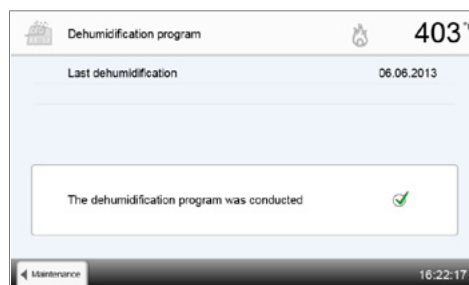 Dehumidification program 403 °C
Last dehumidification 06.06.2013
The dehumidification program was conducted
Maintenance 16:22:17